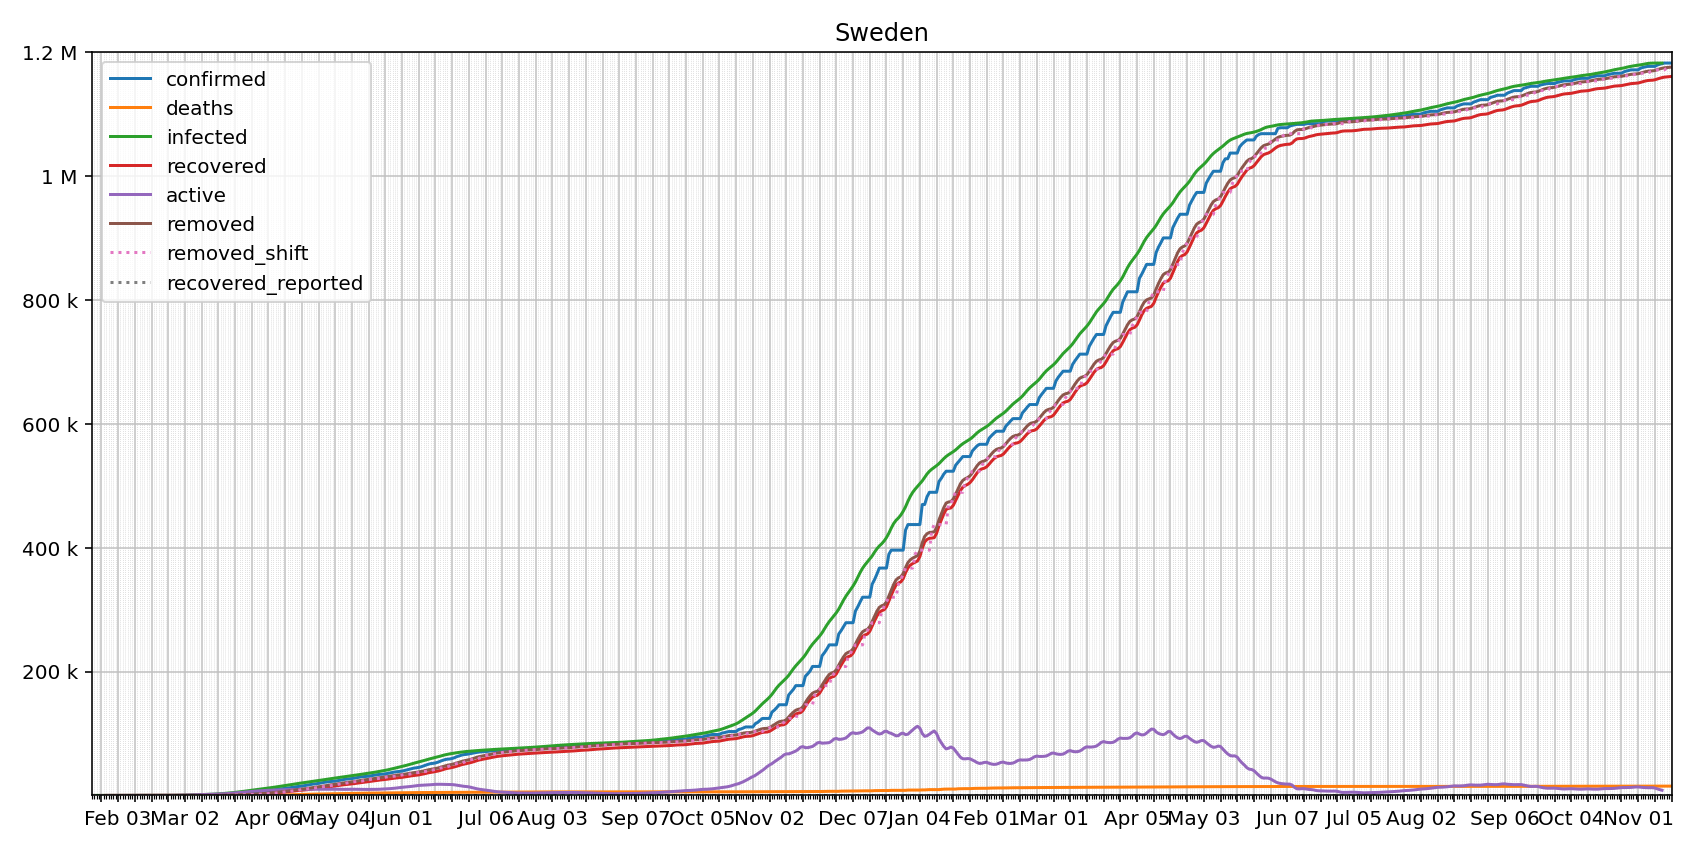 Sweden
1.2 M
1 M
800 k
600 k
400 k
200 k
confirmed
deaths
infected
recovered
active
removed
removed_shift
recovered_reported
Feb 03 Mar 02 Apr 06 May 04 Jun 01 Jul 06 Aug 03 Sep 07 Oct 05 Nov 02 Dec 07 Jan 04 Feb 01 Mar 01 Apr 05 May 03 Jun 07 Jul 05 Aug 02 Sep 06 Oct 04 Nov 01